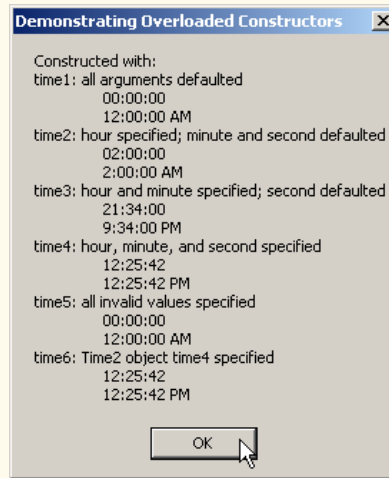 Demonstrating Overloaded Constructors
Constructed with:
time1: all arguments defaulted
00:00:00
12:00:00 AM
time2: hour specified; minute and second defaulted
02:00:00
2:00:00 AM
time3: hour and minute specified; second defaulted
21:34:00
9:34:00 PM
time4: hour, minute, and second specified
12:25:42
12:25:42 PM
time5: all invalid values specified
00:00:00
12:00:00 AM
time6: Time2 object time4 specified
12:25:42
12:25:42 PM
OK